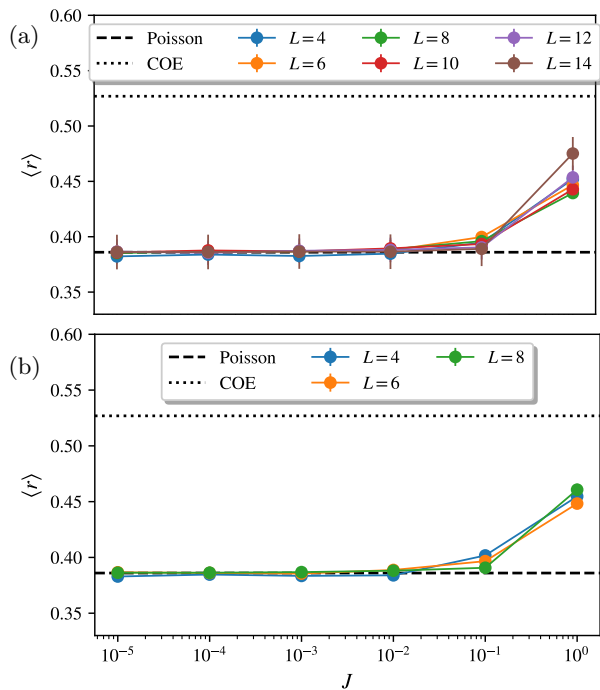 (a)
0.60
Poisson L = 4 L = 8 L = 12
COE L = 6 L = 10 L = 14
0.55
0.50
0.45
0.40
0.35
⟨r⟩
(b)
0.60
Poisson L = 4 L = 8
COE L = 6
0.55
0.50
0.45
0.40
0.35
⟨r⟩
10⁻⁵ 10⁻⁴ 10⁻³ 10⁻² 10⁻¹ 10⁰
J